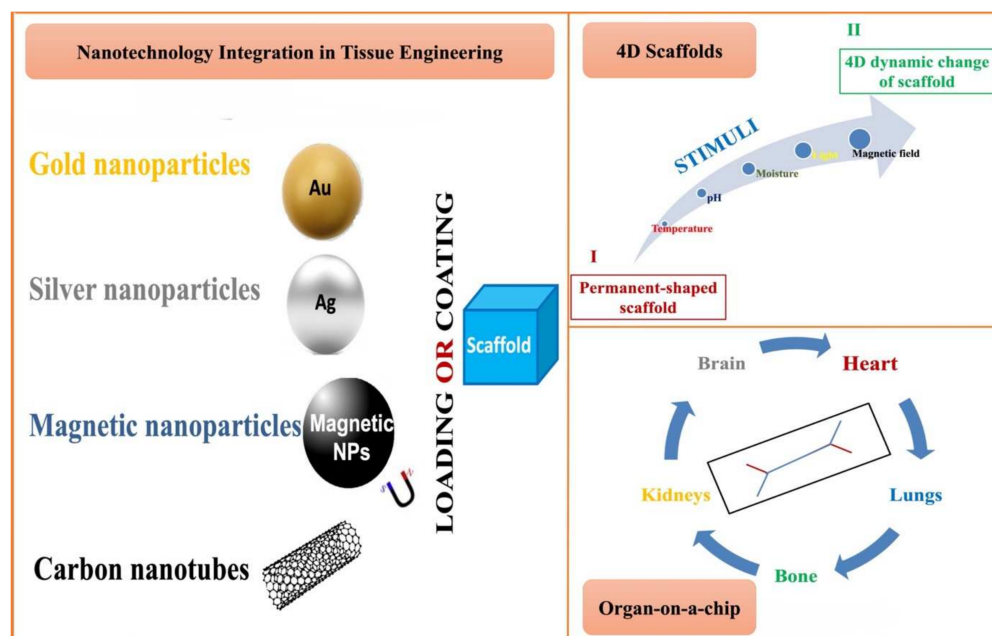 Nanotechnology Integration in Tissue Engineering
Gold nanoparticles
Au
Silver nanoparticles
Ag
Magnetic nanoparticles
Magnetic
NPs
Carbon nanotubes
LOADING OR COATING
Scaffold
4D Scaffolds
II
4D dynamic change
of scaffold
STIMULI
Light
Magnetic field
Moisture
pH
Temperature
I
Permanent-shaped
scaffold
Brain
Heart
Kidneys
Lungs
Bone
Organ-on-a-chip